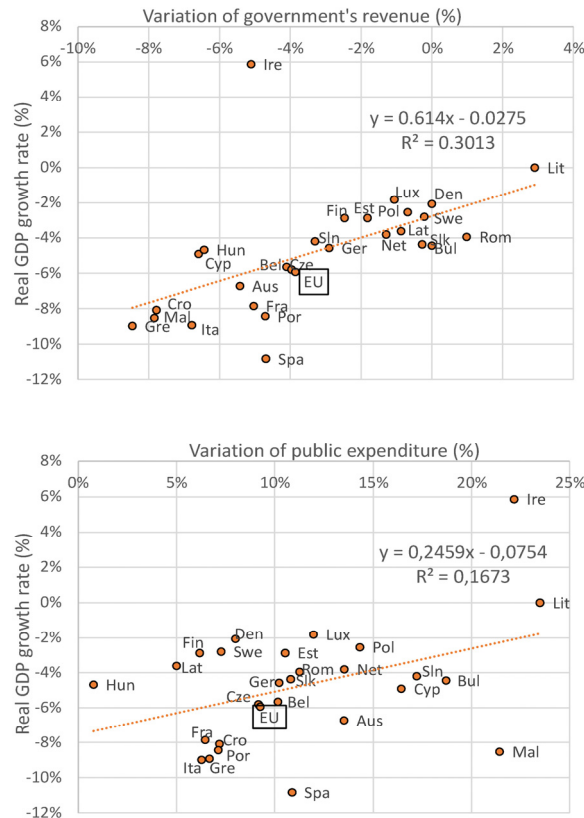 Variation of government's revenue (%)
-10% -8% -6% -4% -2% 0% 2% 4%
Real GDP growth rate (%)
8%
6%
4%
2%
0%
-2%
-4%
-6%
-8%
-10%
-12%
Ire
y = 0.614x - 0.0275
R² = 0.3013
Lit
Lux Den
Fin Est Pol Swe
Sln Lat Rom
Hun Ger Net Slk
Cyp Bel Cze Bul
Aus EU
Cro Fra
Mal Por
Gre Ita
Spa
Variation of public expenditure (%)
0% 5% 10% 15% 20% 25%
Real GDP growth rate (%)
8%
6%
4%
2%
0%
-2%
-4%
-6%
-8%
-10%
-12%
Ire
y = 0,2459x - 0,0754
R² = 0,1673
Lit
Den Lux
Fin Swe Est Pol
Lat Rom Net Sln
Hun Ger Slk Cyp Bul
Cze Bel
EU Aus
Fra Cro
Por Mal
Ita Gre
Spa